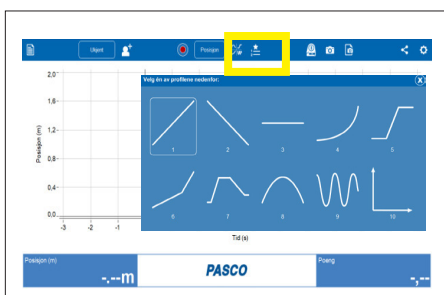 Objekt
Posisjon
Velg én av profilene nedenfor:
2,0
1,6
1,2
0,8
0,4
0,0
Posisjon (m)
1
2
3
4
5
6
7
8
9
10
-3
-2
-1
Tid (s)
Posisjon (m)
-.--m
PASCO
Poeng
-,--